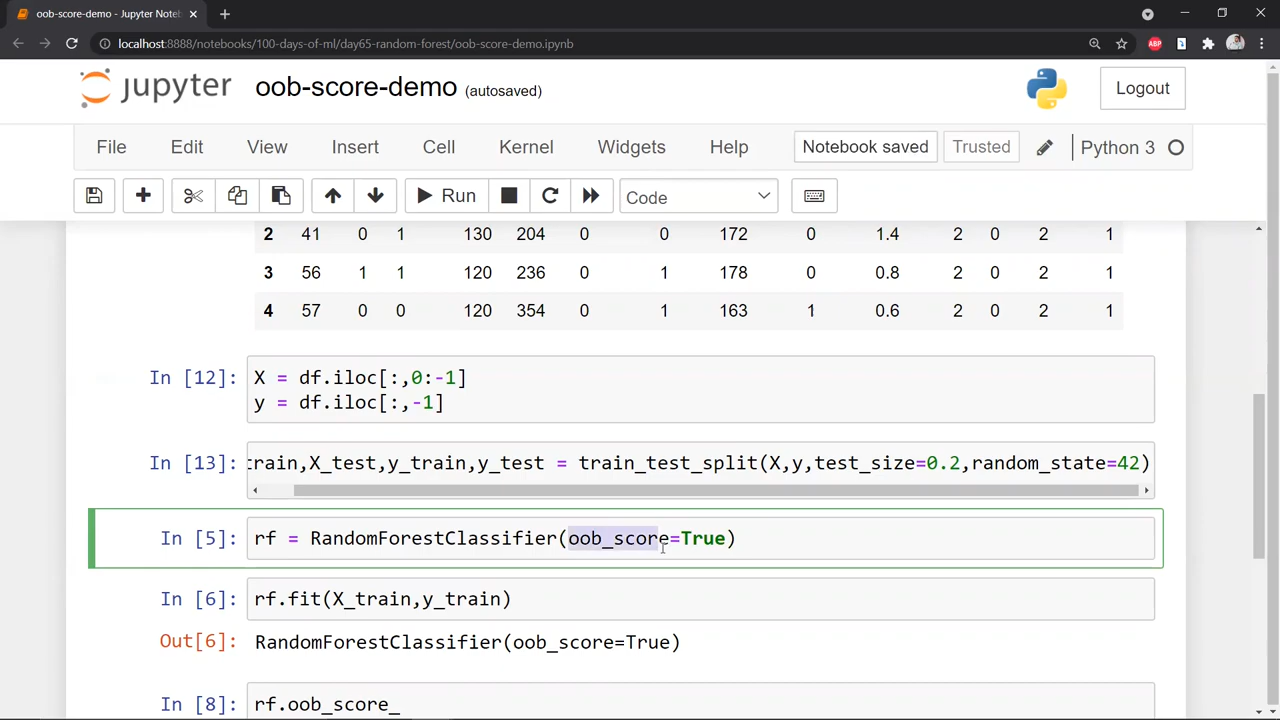 oob-score-demo - Jupyter Noteb
localhost:8888/notebooks/100-days-of-ml/day65-random-forest/oob-score-demo.ipynb
ABP
jupyter oob-score-demo (autosaved)
Logout
File Edit View Insert Cell Kernel Widgets Help Notebook saved Trusted Python 3
Run Code
2 41 0 1 130 204 0 0 172 0 1.4 2 0 2 1
3 56 1 1 120 236 0 1 178 0 0.8 2 0 2 1
4 57 0 0 120 354 0 1 163 1 0.6 2 0 2 1
In [12]: X = df.iloc[:,0:-1]
y = df.iloc[:,-1]
In [13]: train,X_test,y_train,y_test = train_test_split(X,y,test_size=0.2,random_state=42)
In [5]: rf = RandomForestClassifier(oob_score=True)
In [6]: rf.fit(X_train,y_train)
Out[6]: RandomForestClassifier(oob_score=True)
In [8]: rf.oob_score_